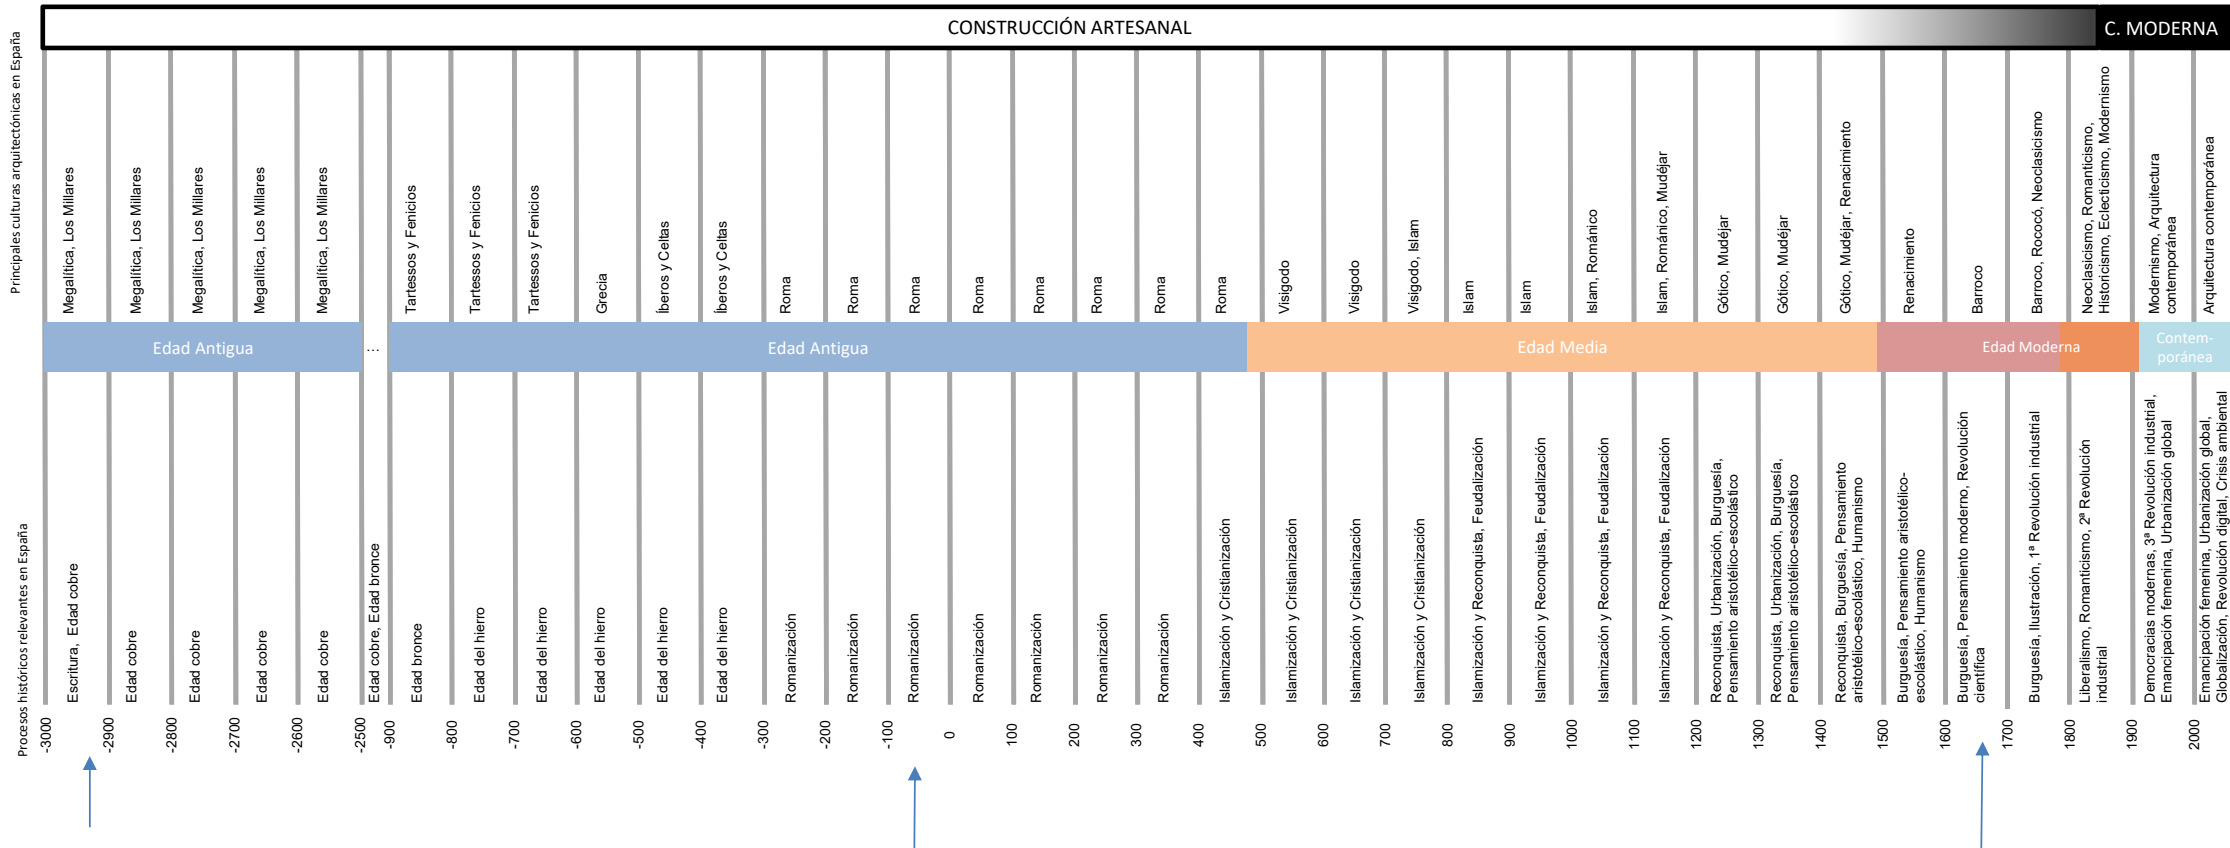 CONSTRUCCIÓN ARTESANAL
C. MODERNA
Principales culturas arquitectónicas en España
Megalítica, Los Millares
Megalítica, Los Millares
Megalítica, Los Millares
Megalítica, Los Millares
Megalítica, Los Millares
Tartessos y Fenicios
Tartessos y Fenicios
Tartessos y Fenicios
Grecia
Íberos y Celtas
Íberos y Celtas
Roma
Roma
Roma
Roma
Roma
Roma
Roma
Roma
Visigodo
Visigodo
Visigodo, Islam
Islam
Islam
Islam, Románico
Islam, Románico, Mudéjar
Gótico, Mudéjar
Gótico, Mudéjar
Gótico, Mudéjar, Renacimiento
Renacimiento
Barroco
Barroco, Rococó, Neoclasicismo
Neoclasicismo, Romanticismo,
Historicismo, Eclecticismo, Modernismo
Modernismo, Arquitectura
contemporánea
Arquitectura contemporánea
Edad Antigua
...
Edad Antigua
Edad Media
Edad Moderna
Contem-
poránea
Procesos históricos relevantes en España
Escritura, Edad cobre
Edad cobre
Edad cobre
Edad cobre
Edad cobre
Edad cobre, Edad bronce
Edad bronce
Edad del hierro
Edad del hierro
Edad del hierro
Edad del hierro
Edad del hierro
Romanización
Romanización
Romanización
Romanización
Romanización
Romanización
Romanización
Islamización y Cristianización
Islamización y Cristianización
Islamización y Cristianización
Islamización y Cristianización
Islamización y Reconquista, Feudalización
Islamización y Reconquista, Feudalización
Islamización y Reconquista, Feudalización
Islamización y Reconquista, Feudalización
Reconquista, Urbanización, Burguesía,
Pensamiento aristotélico-escolástico
Reconquista, Urbanización, Burguesía,
Pensamiento aristotélico-escolástico
Reconquista, Burguesía, Pensamiento
aristotélico-escolástico, Humanismo
Burguesía, Pensamiento aristotélico-
escolástico, Humanismo
Burguesía, Pensamiento moderno, Revolución
científica
Burguesía, Ilustración, 1ª Revolución industrial
Liberalismo, Romanticismo, 2ª Revolución
industrial
Democracias modernas, 3ª Revolución industrial,
Emancipación femenina, Urbanización global
Emancipación femenina, Urbanización global,
Globalización, Revolución digital, Crisis ambiental
-3000
-2900
-2800
-2700
-2600
-2500
-900
-800
-700
-600
-500
-400
-300
-200
-100
0
100
200
300
400
500
600
700
800
900
1000
1100
1200
1300
1400
1500
1600
1700
1800
1900
2000